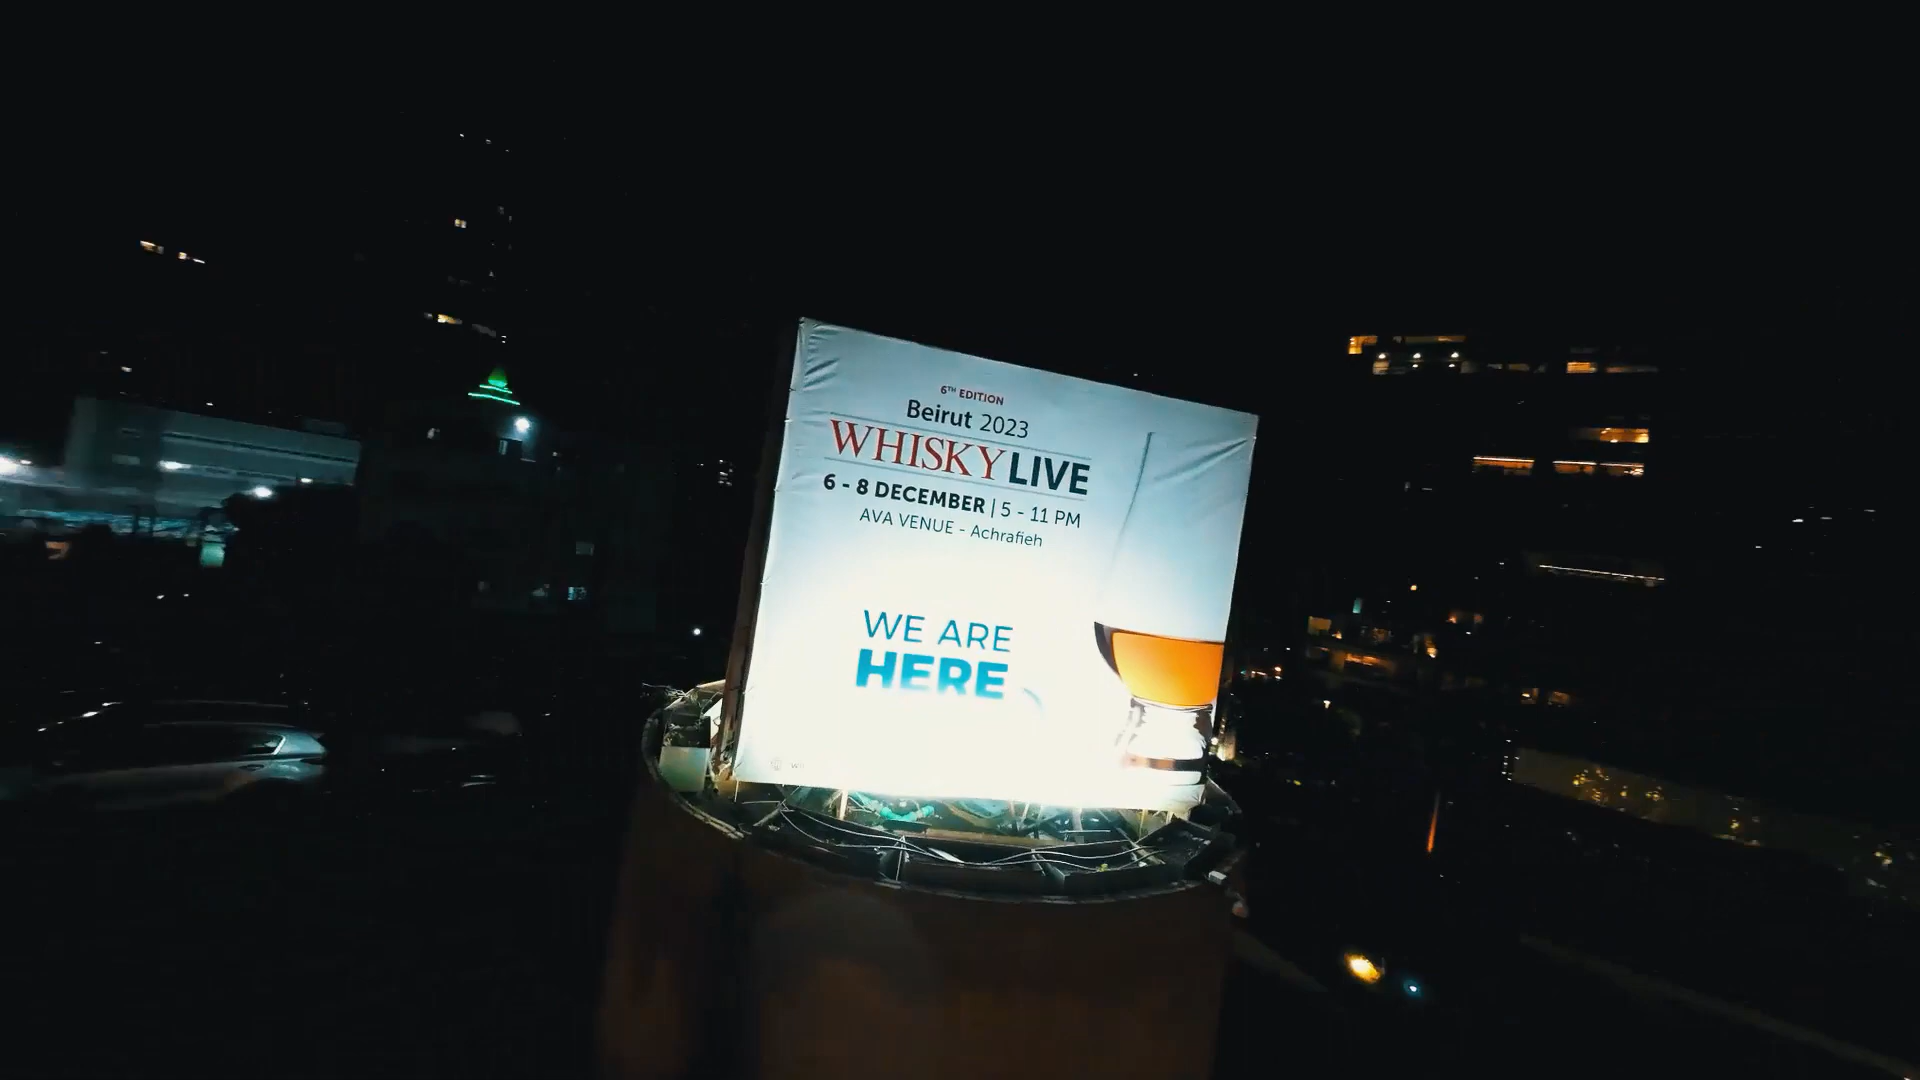 6TH EDITION
Beirut 2023
WHISKY LIVE
6 - 8 DECEMBER | 5 - 11 PM
AVA VENUE - Achrafieh
WE ARE
HERE